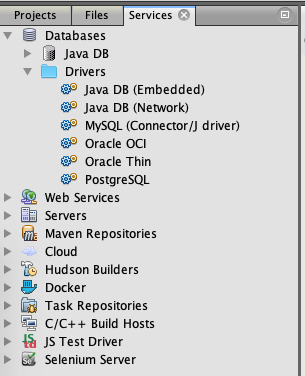 Projects Files Services
Databases
Java DB
Drivers
Java DB (Embedded)
Java DB (Network)
MySQL (Connector/J driver)
Oracle OCI
Oracle Thin
PostgreSQL
Web Services
Servers
Maven Repositories
Cloud
Hudson Builders
Docker
Task Repositories
C/C++ Build Hosts
JS Test Driver
Selenium Server